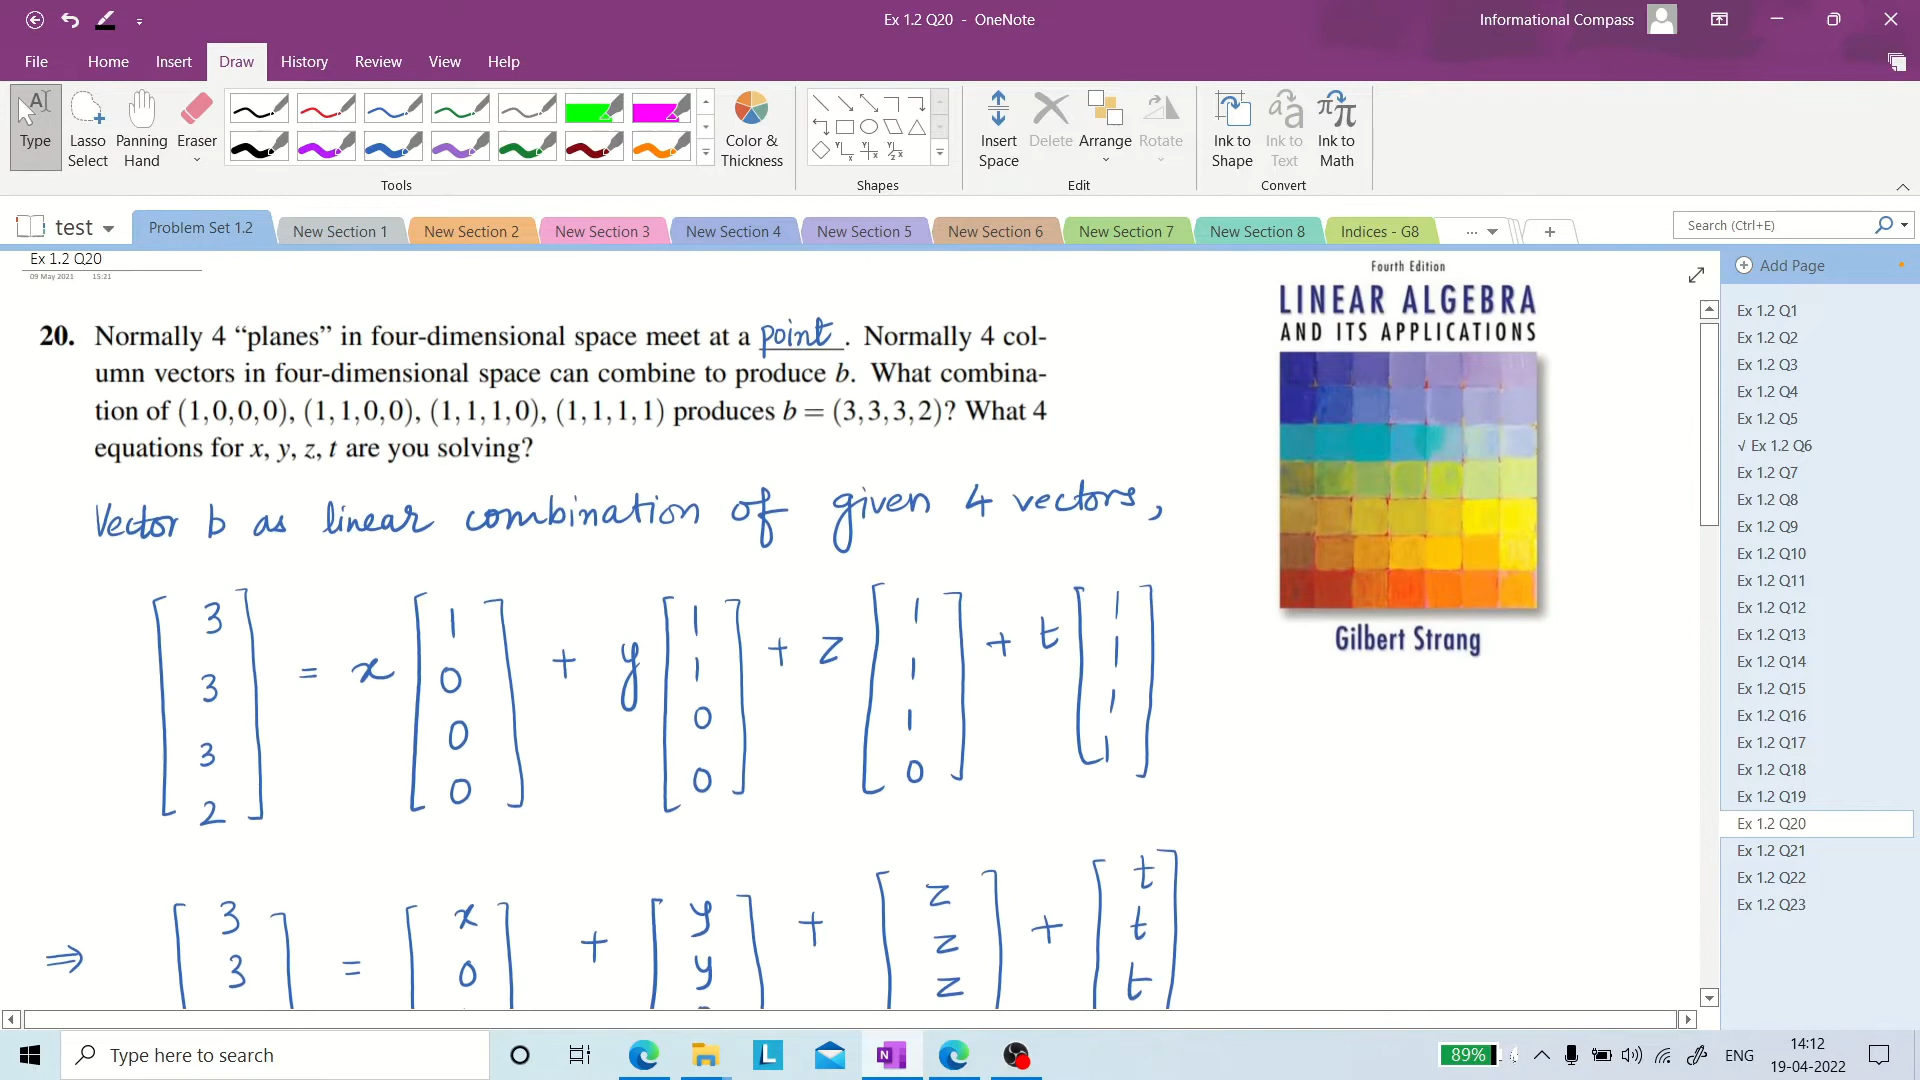 Ex 1.2 Q20 - OneNote
Informational Compass
File Home Insert Draw History Review View Help
Type
Lasso Select
Panning Hand
Eraser
Color & Thickness
Insert Space
Delete
Arrange
Rotate
Ink to Shape
Ink to Text
Ink to Math
Tools
Shapes
Edit
Convert
test
Problem Set 1.2
New Section 1
New Section 2
New Section 3
New Section 4
New Section 5
New Section 6
New Section 7
New Section 8
Indices - G8
Search (Ctrl+E)
Ex 1.2 Q20
09 May 2021 15:21
20. Normally 4 “planes” in four-dimensional space meet at a point. Normally 4 col-
umn vectors in four-dimensional space can combine to produce b. What combina-
tion of (1,0,0,0), (1,1,0,0), (1,1,1,0), (1,1,1,1) produces b = (3,3,3,2)? What 4
equations for x, y, z, t are you solving?
Vector b as linear combination of given 4 vectors,
[3 3 3 2] = x [1 0 0 0] + y [1 1 0 0] + z [1 1 1 0] + t [1 1 1 1]
⇒ [3 3 = [x 0 + [y y + [z z z + [t t t
Fourth Edition
LINEAR ALGEBRA
AND ITS APPLICATIONS
Gilbert Strang
Add Page
Ex 1.2 Q1
Ex 1.2 Q2
Ex 1.2 Q3
Ex 1.2 Q4
Ex 1.2 Q5
√ Ex 1.2 Q6
Ex 1.2 Q7
Ex 1.2 Q8
Ex 1.2 Q9
Ex 1.2 Q10
Ex 1.2 Q11
Ex 1.2 Q12
Ex 1.2 Q13
Ex 1.2 Q14
Ex 1.2 Q15
Ex 1.2 Q16
Ex 1.2 Q17
Ex 1.2 Q18
Ex 1.2 Q19
Ex 1.2 Q20
Ex 1.2 Q21
Ex 1.2 Q22
Ex 1.2 Q23
Type here to search
89%
ENG
14:12
19-04-2022